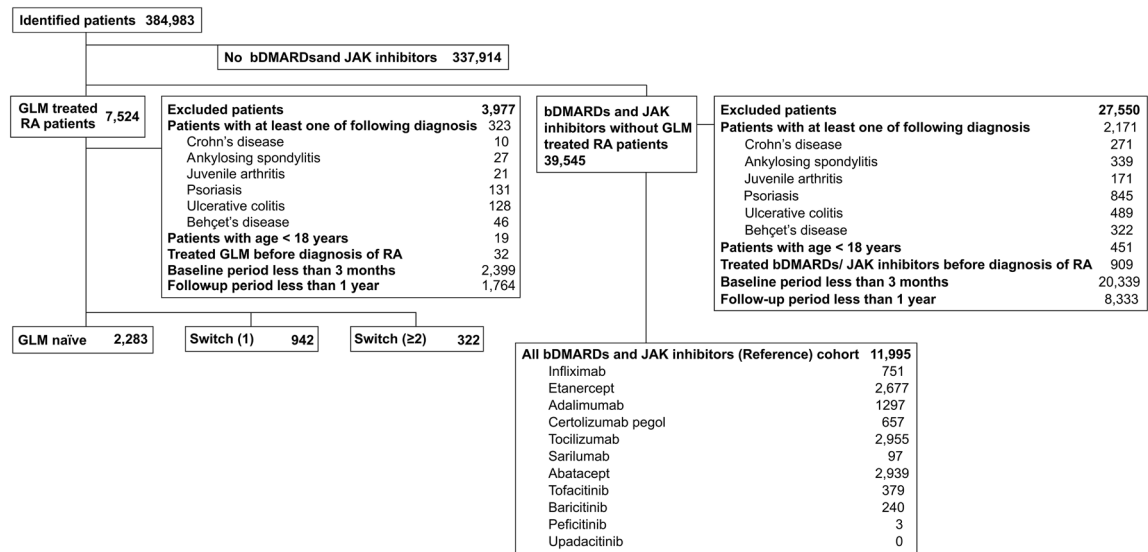 Identified patients 384,983
No bDMARDsand JAK inhibitors 337,914
GLM treated
RA patients 7,524
Excluded patients 3,977
Patients with at least one of following diagnosis 323
Crohn's disease 10
Ankylosing spondylitis 27
Juvenile arthritis 21
Psoriasis 131
Ulcerative colitis 128
Behçet's disease 46
Patients with age < 18 years 19
Treated GLM before diagnosis of RA 32
Baseline period less than 3 months 2,399
Followup period less than 1 year 1,764
bDMARDs and JAK
inhibitors without GLM
treated RA patients
39,545
Excluded patients 27,550
Patients with at least one of following diagnosis 2,171
Crohn's disease 271
Ankylosing spondylitis 339
Juvenile arthritis 171
Psoriasis 845
Ulcerative colitis 489
Behçet's disease 322
Patients with age < 18 years 451
Treated bDMARDs/ JAK inhibitors before diagnosis of RA 909
Baseline period less than 3 months 20,339
Follow-up period less than 1 year 8,333
GLM naïve 2,283
Switch (1) 942
Switch (≥2) 322
All bDMARDs and JAK inhibitors (Reference) cohort 11,995
Infliximab 751
Etanercept 2,677
Adalimumab 1297
Certolizumab pegol 657
Tocilizumab 2,955
Sarilumab 97
Abatacept 2,939
Tofacitinib 379
Baricitinib 240
Peficitinib 3
Upadacitinib 0